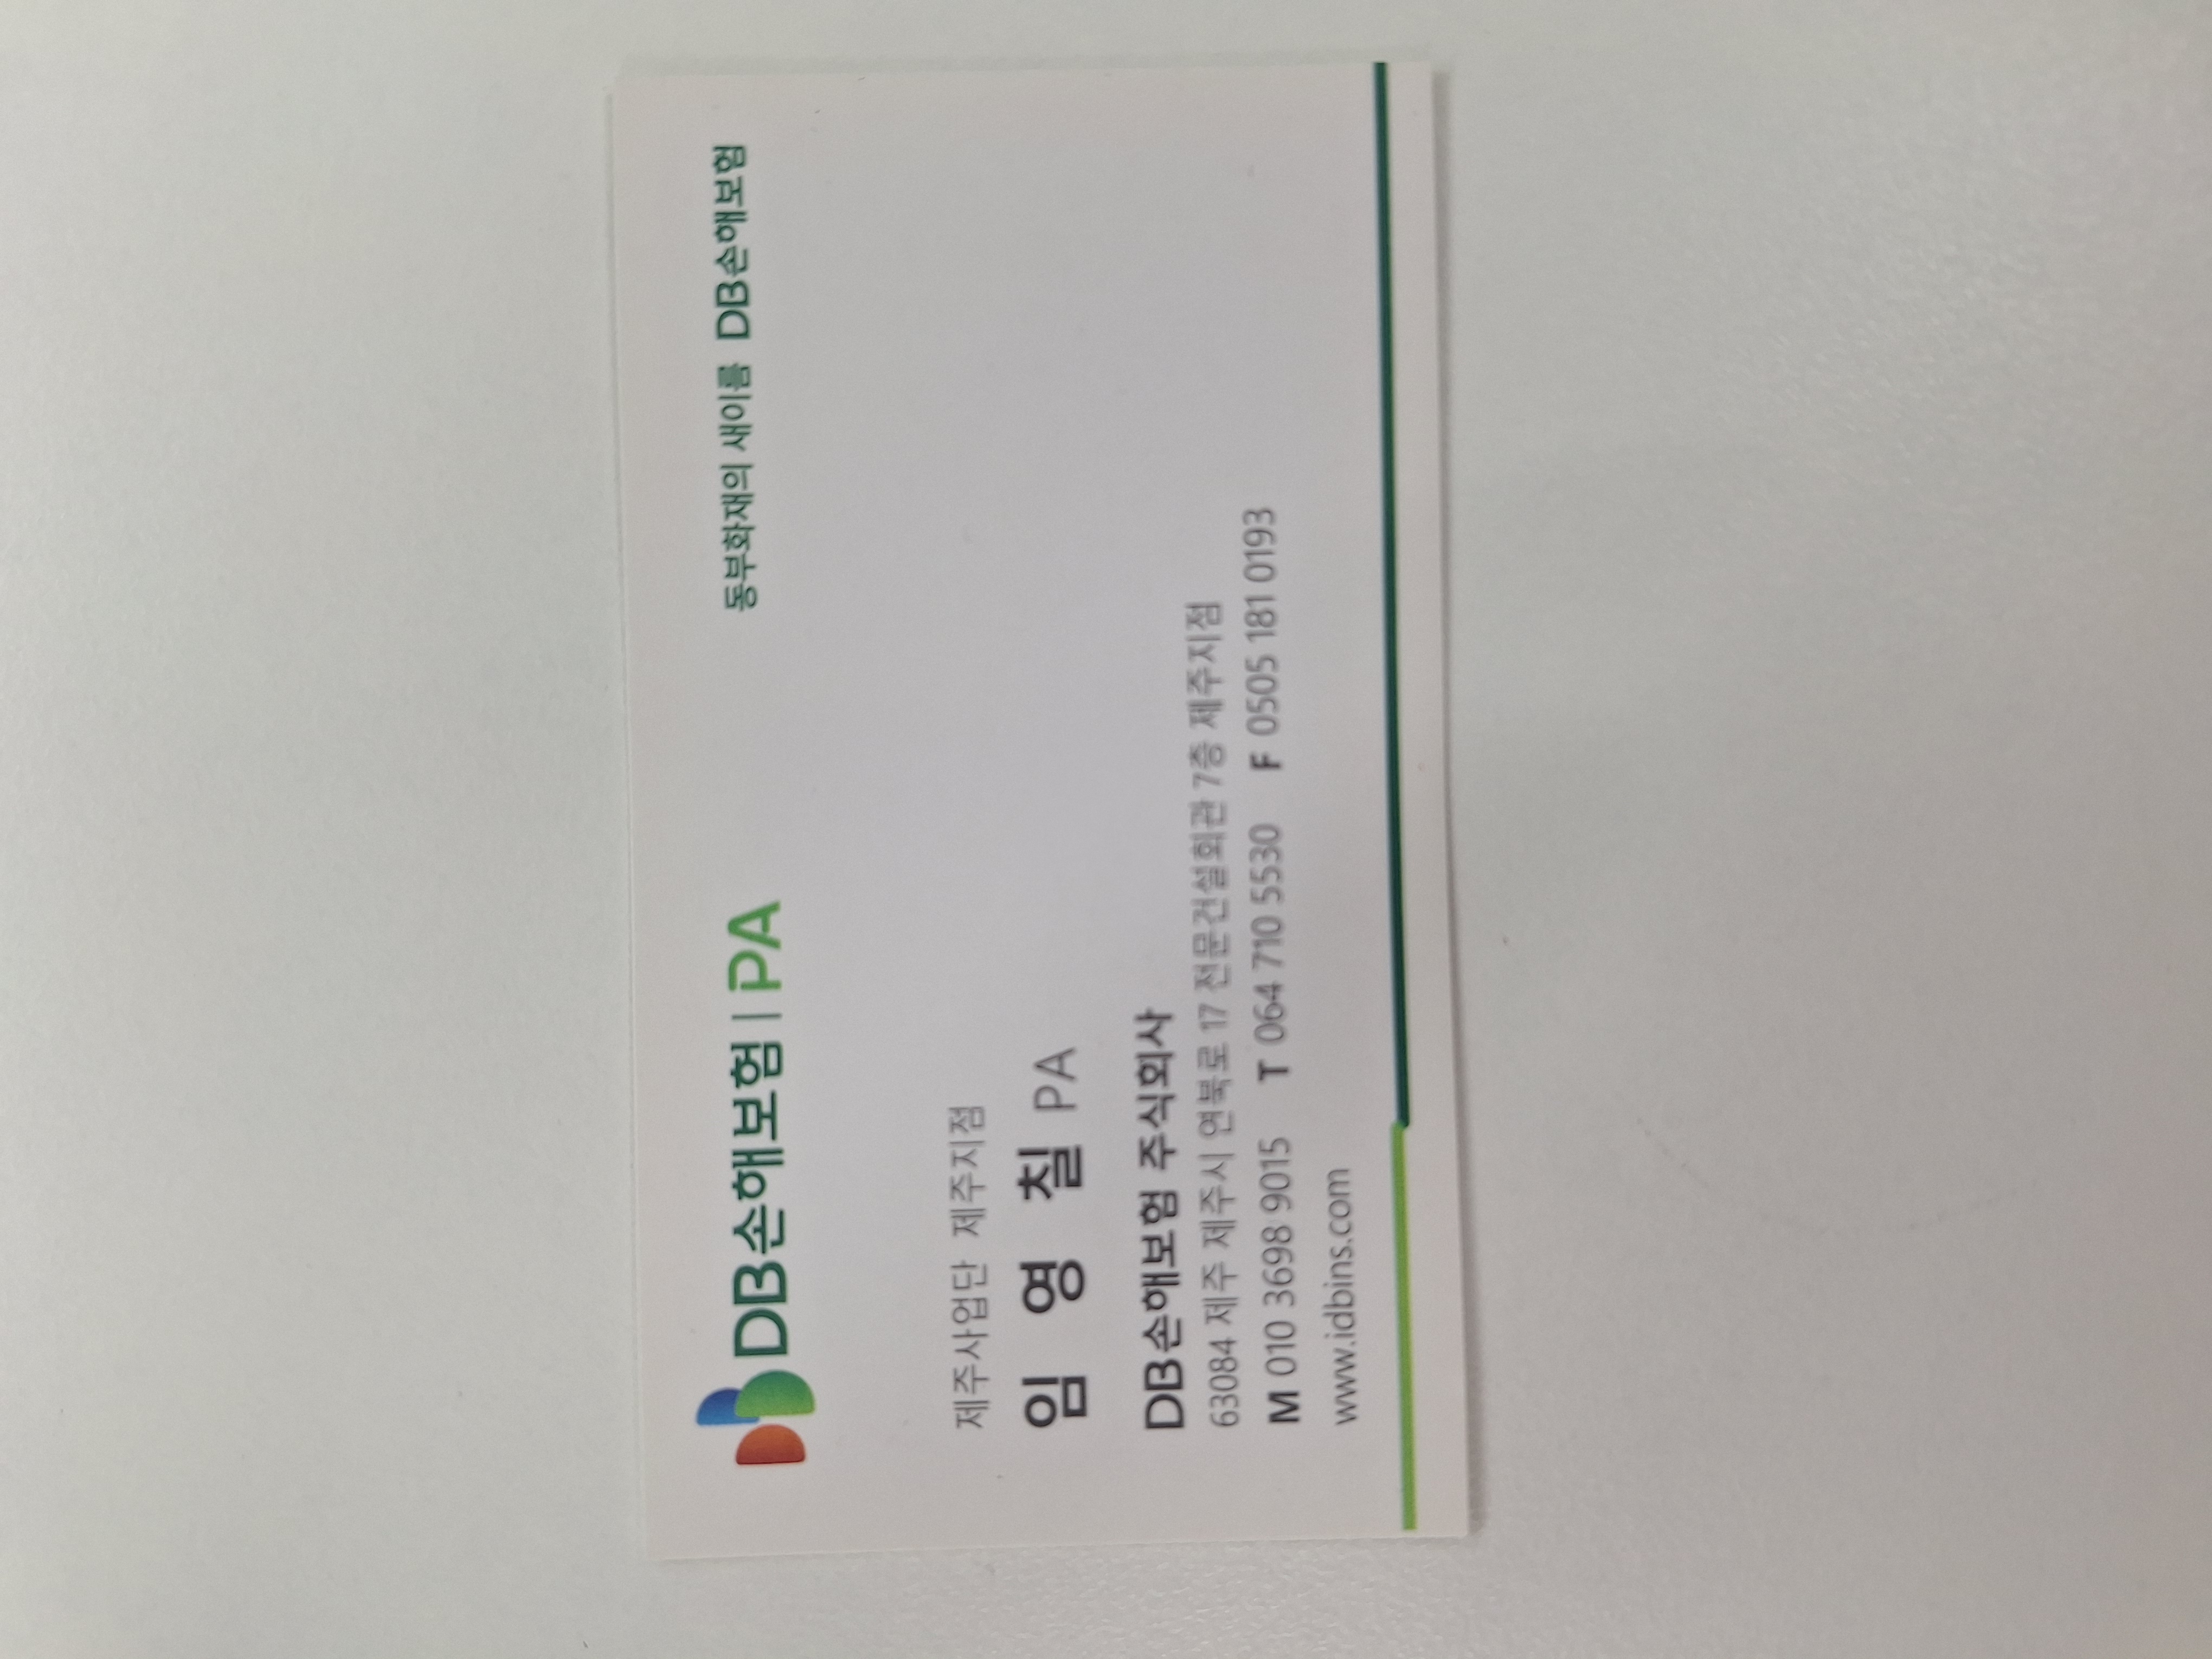 DB손해보험 | PA
동부화재의 새이름 DB손해보험
제주사업단 제주지점
임 영 칠 PA
DB손해보험 주식회사
63084 제주 제주시 연북로 17 전문건설회관 7층 제주지점
M 010 3698 9015 T 064 710 5530 F 0505 181 0193
www.idbins.com